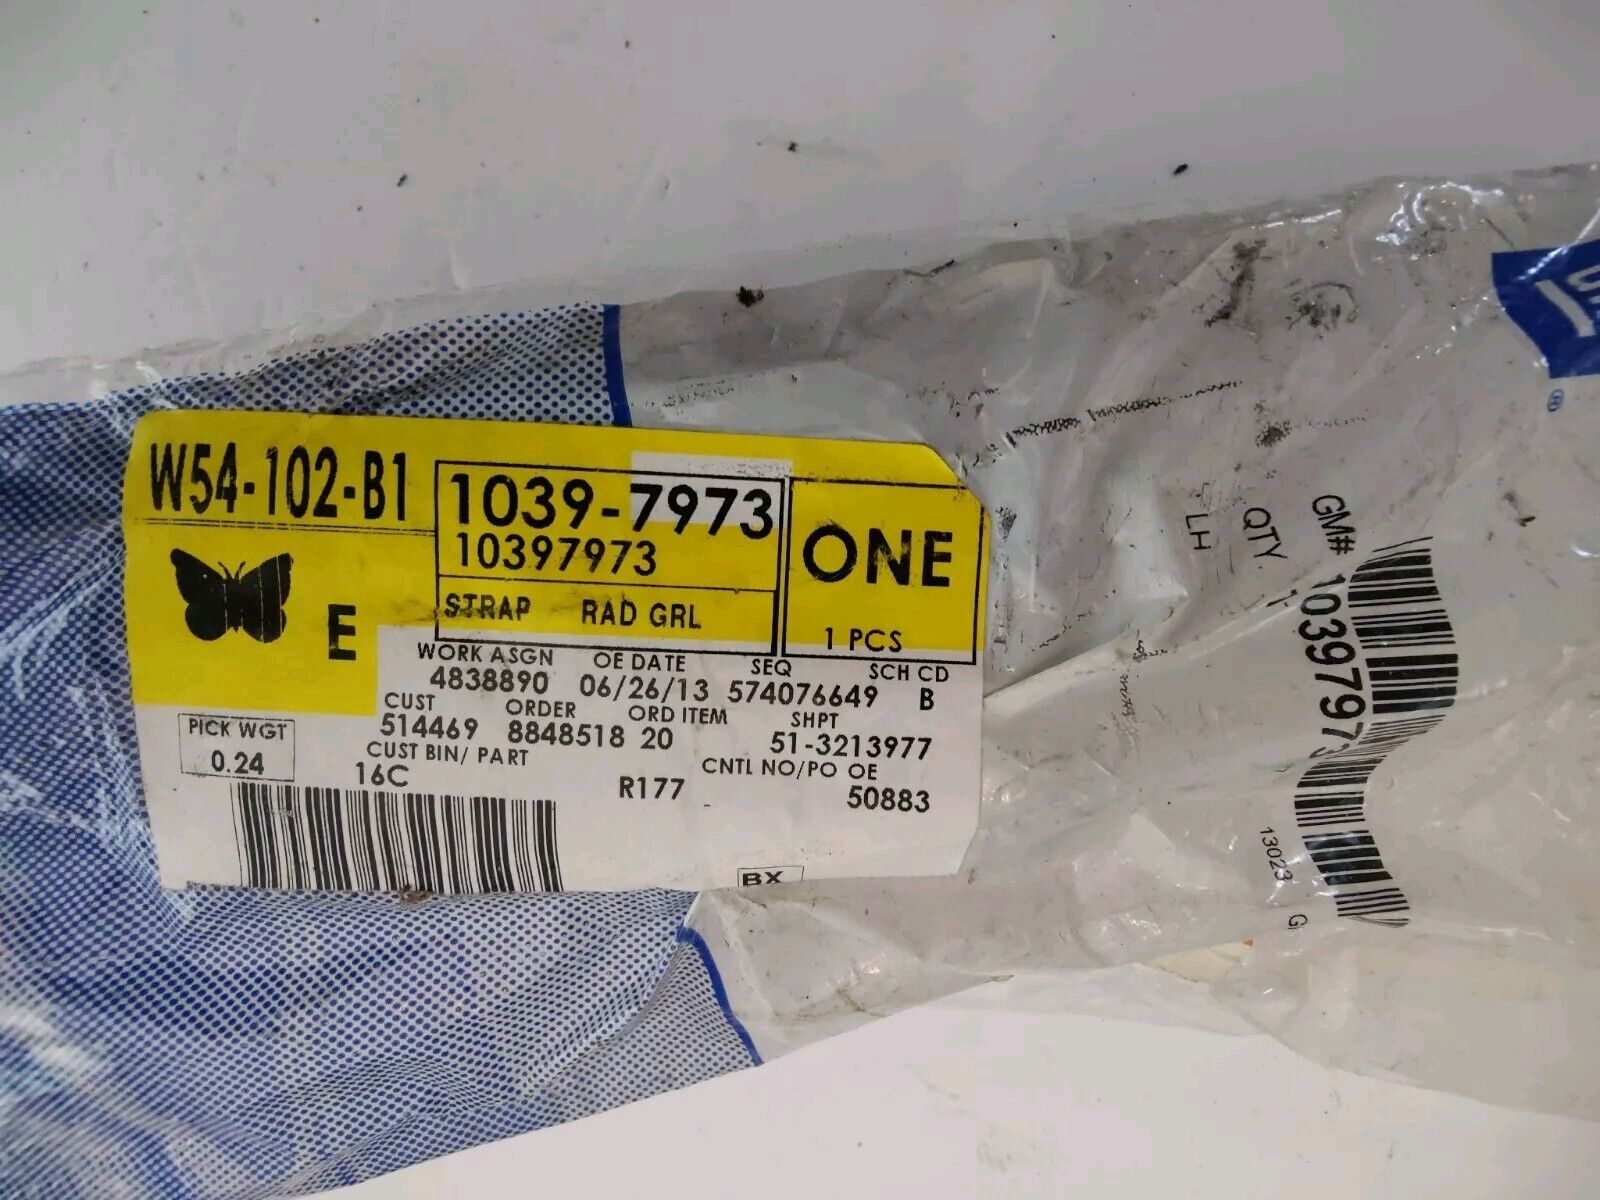 W54-102-B1
1039-7973
10397973
STRAP RAD GRL
ONE
1 PCS
E
WORK ASGN OE DATE SEQ SCH CD
4838890 06/26/13 574076649 B
CUST ORDER ORD ITEM SHPT
514469 8848518 20 51-3213977
PICK WGT
0.24
CUST BIN/ PART CNTL NO/PO OE
16C R177 50883
BX
GM# 10397973
QTY 1
LH
13023
®